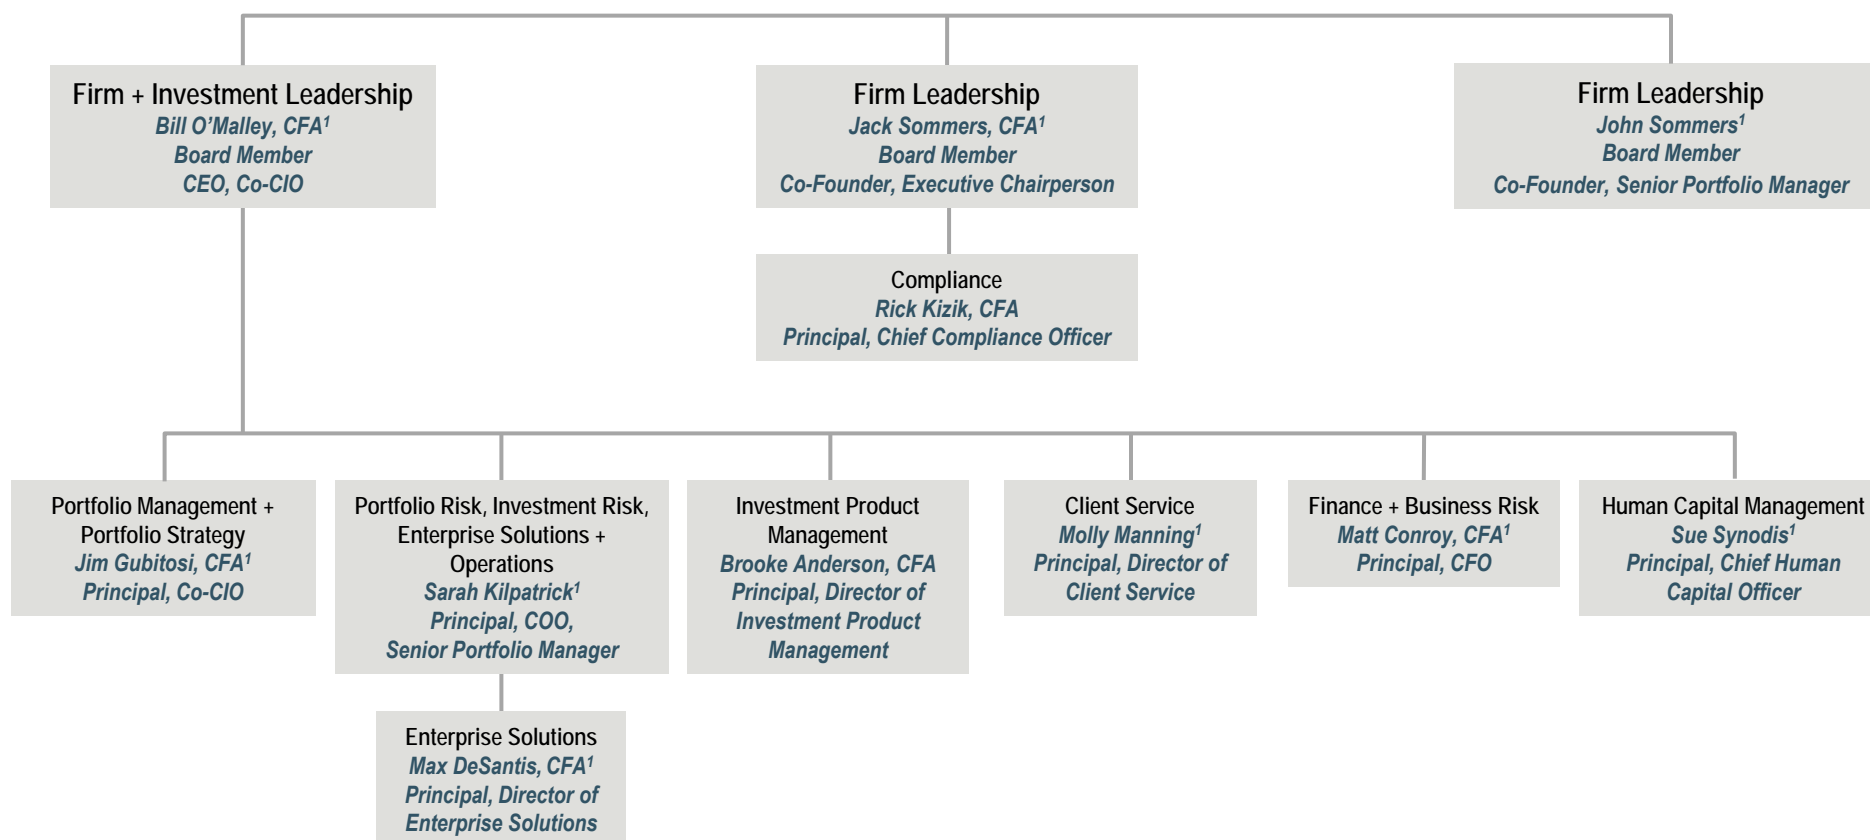 Firm + Investment Leadership
Bill O’Malley, CFA¹
Board Member
CEO, Co-CIO
Firm Leadership
Jack Sommers, CFA¹
Board Member
Co-Founder, Executive Chairperson
Firm Leadership
John Sommers¹
Board Member
Co-Founder, Senior Portfolio Manager
Compliance
Rick Kizik, CFA
Principal, Chief Compliance Officer
Portfolio Management +
Portfolio Strategy
Jim Gubitosi, CFA¹
Principal, Co-CIO
Portfolio Risk, Investment Risk,
Enterprise Solutions +
Operations
Sarah Kilpatrick¹
Principal, COO,
Senior Portfolio Manager
Investment Product
Management
Brooke Anderson, CFA
Principal, Director of
Investment Product
Management
Client Service
Molly Manning¹
Principal, Director of
Client Service
Finance + Business Risk
Matt Conroy, CFA¹
Principal, CFO
Human Capital Management
Sue Synodis¹
Principal, Chief Human
Capital Officer
Enterprise Solutions
Max DeSantis, CFA¹
Principal, Director of
Enterprise Solutions